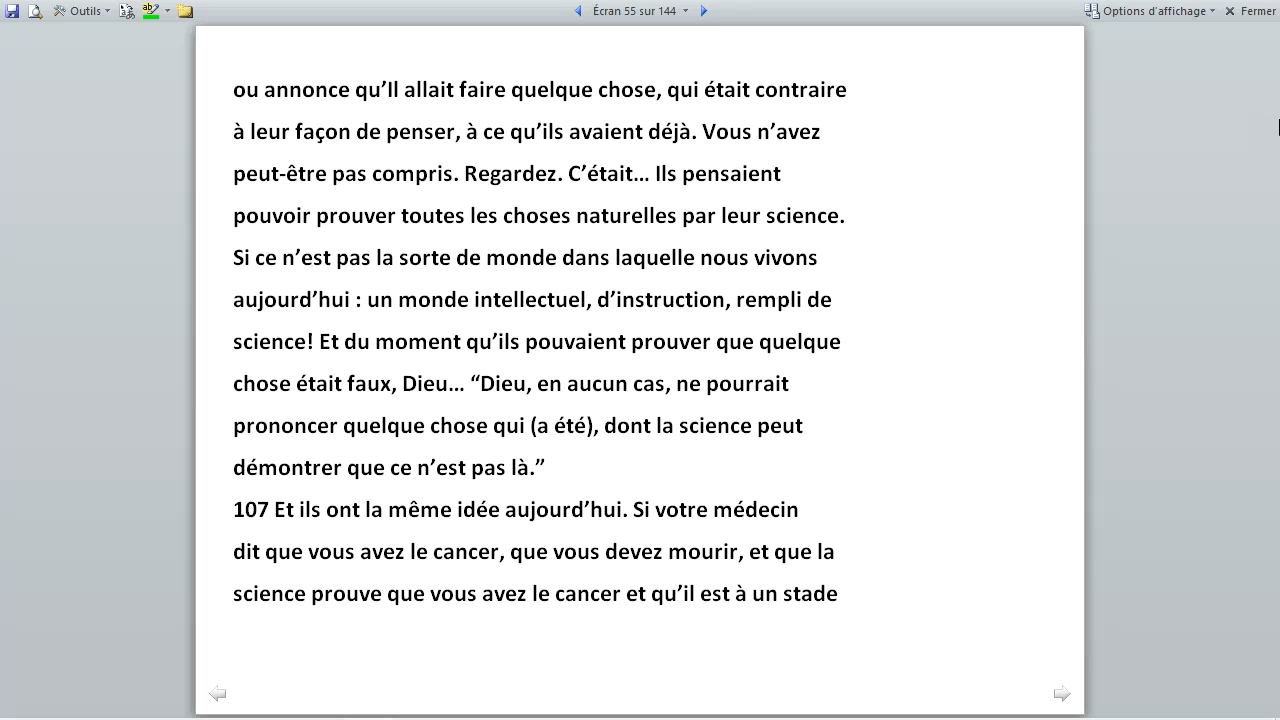 Outils
Écran 55 sur 144
Options d'affichage
Fermer
ou annonce qu’Il allait faire quelque chose, qui était contraire
à leur façon de penser, à ce qu’ils avaient déjà. Vous n’avez
peut-être pas compris. Regardez. C’était… Ils pensaient
pouvoir prouver toutes les choses naturelles par leur science.
Si ce n’est pas la sorte de monde dans laquelle nous vivons
aujourd’hui : un monde intellectuel, d’instruction, rempli de
science! Et du moment qu’ils pouvaient prouver que quelque
chose était faux, Dieu… “Dieu, en aucun cas, ne pourrait
prononcer quelque chose qui (a été), dont la science peut
démontrer que ce n’est pas là.”
107 Et ils ont la même idée aujourd’hui. Si votre médecin
dit que vous avez le cancer, que vous devez mourir, et que la
science prouve que vous avez le cancer et qu’il est à un stade